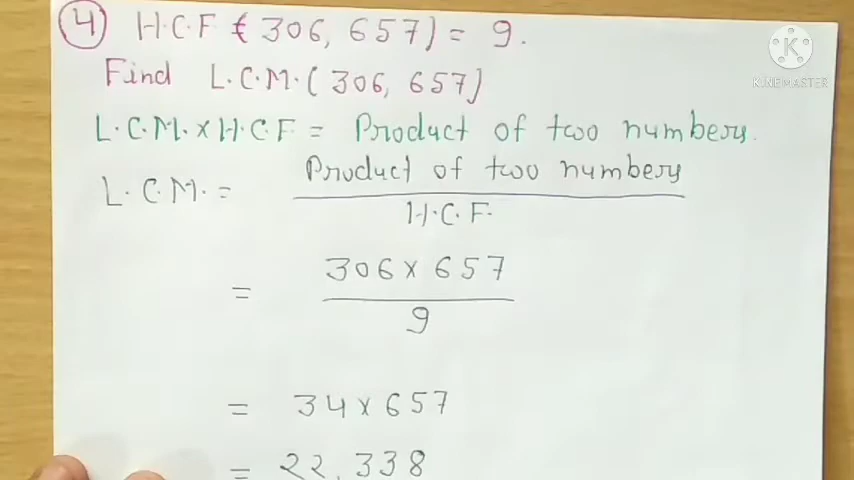 ④ H.C.F (306, 657) = 9.
K
KINEMASTER
Find L.C.M.(306, 657)
L.C.M. x H.C.F = Product of two numbers.
L.C.M. = Product of two numbers
H.C.F.
= 306 x 657
9
= 34 x 657
= 22,338